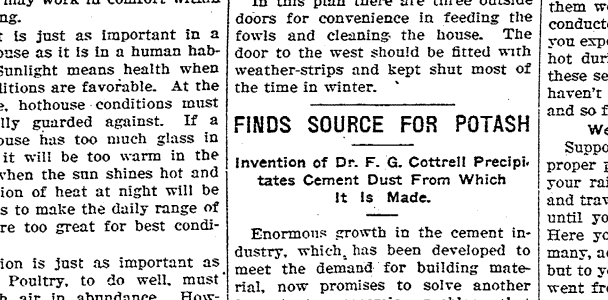 may work in comfort within
ing.
t is just as important in a
ouse as it is in a human hab-
Sunlight means health when
ditions are favorable. At the
e, hothouse conditions must
lly guarded against. If a
ouse has too much glass in
it will be too warm in the
when the sun shines hot and
ion of heat at night will be
s to make the daily range of
re too great for best condi-
ion is just as important as
Poultry, to do well, must
h air in abundance. How-
In this plan there are three outside
doors for convenience in feeding the
fowls and cleaning the house. The
door to the west should be fitted with
weather-strips and kept shut most of
the time in winter.
FINDS SOURCE FOR POTASH
Invention of Dr. F. G. Cottrell Precipi-
tates Cement Dust From Which
It Is Made.
Enormous growth in the cement in-
dustry, which has been developed to
meet the demand for building mate-
rial, now promises to solve another
them w
conduct
you exp
hot duri
these se
haven't
and so f
We
Suppo
proper p
your rai
and trav
until yo
Here yo
many, ac
but to y
went fr